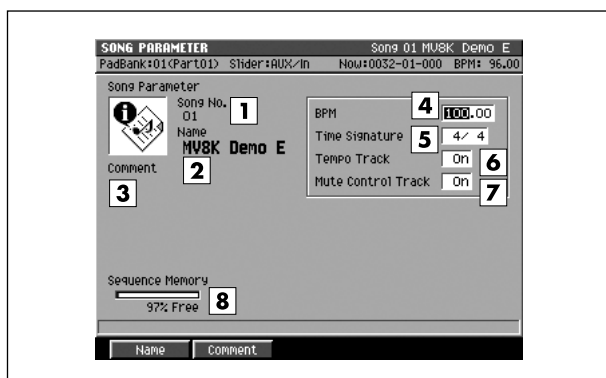 SONG PARAMETER Song 01 MV8K Demo E
PadBank:01(Part01) Slider:AUX/In Now:0032-01-000 BPM: 96.00
Song Parameter
Song No. 1
01
Name
MV8K Demo E
2
Comment
3
BPM 4 100.00
Time Signature 5 4/ 4
Tempo Track On 6
Mute Control Track On 7
Sequence Memory
97% Free 8
Name Comment